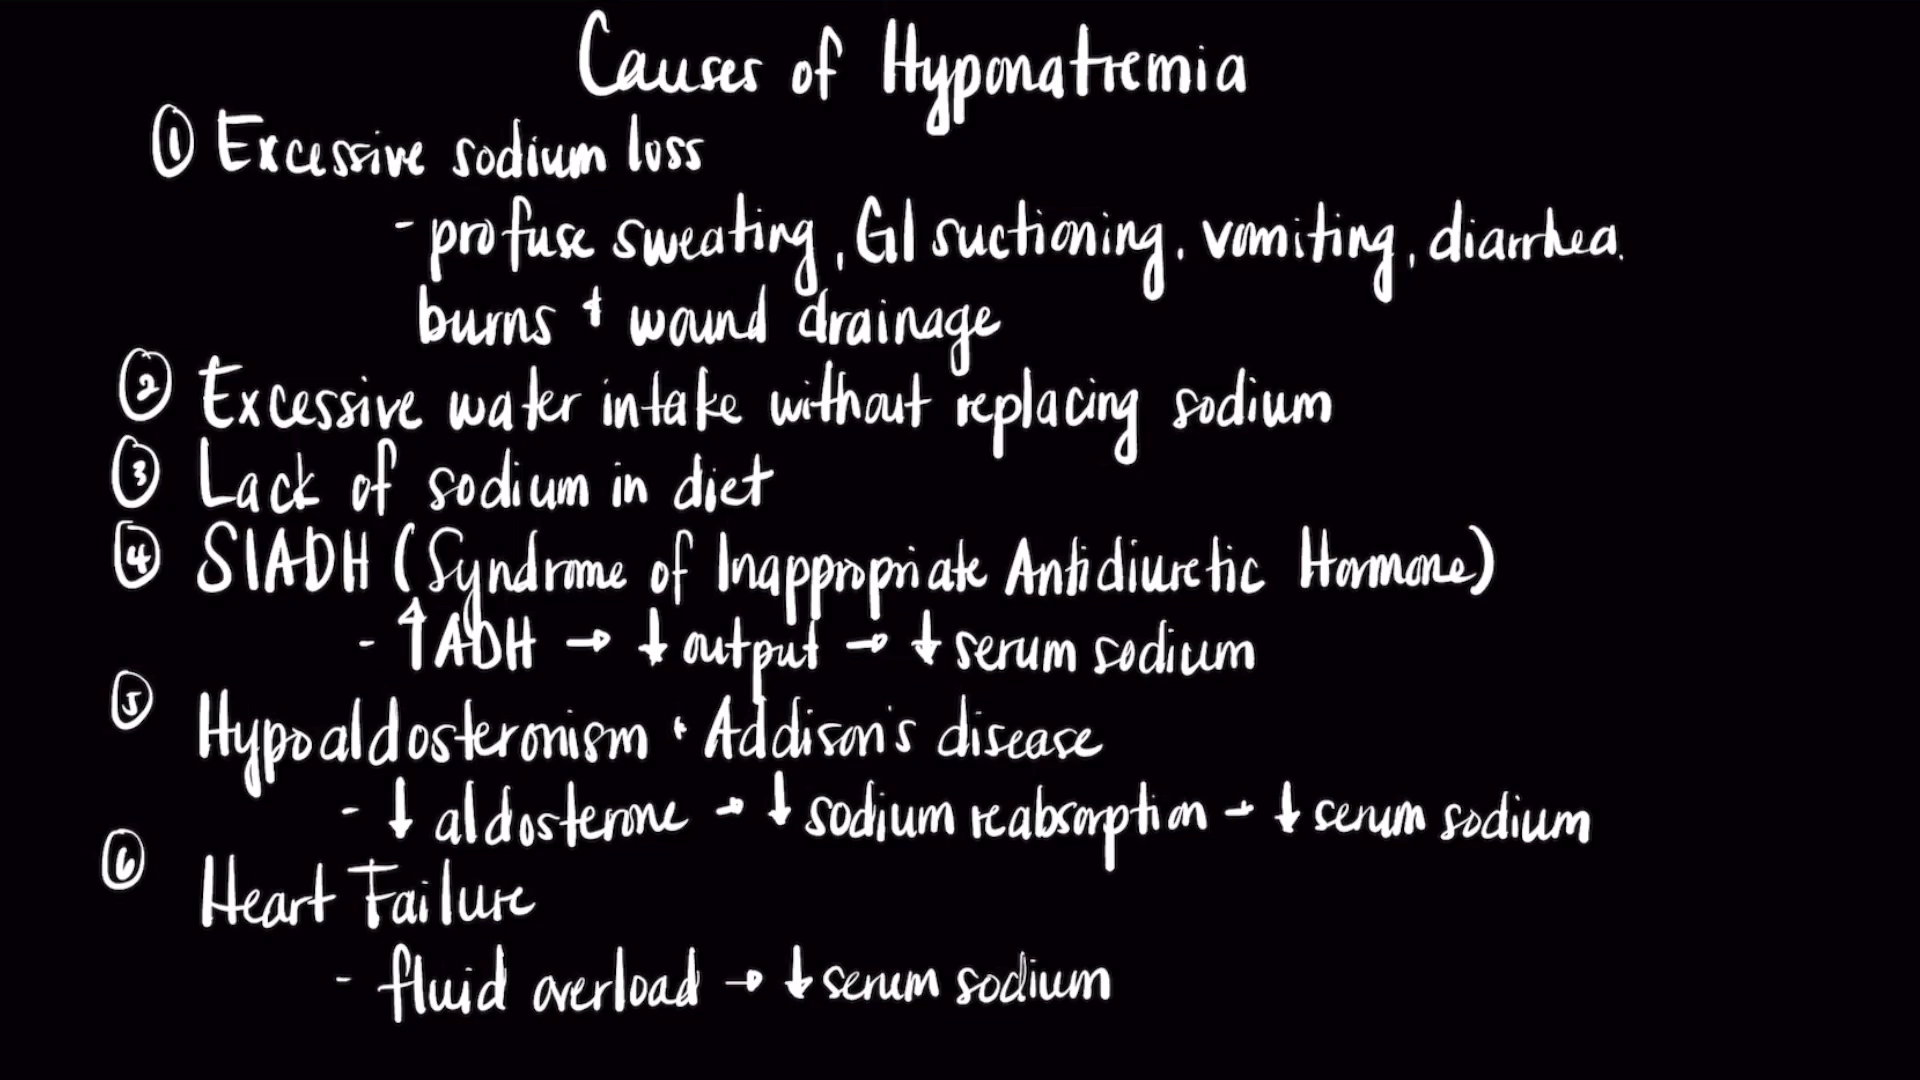 Causes of Hyponatremia
① Excessive sodium loss
- profuse sweating, GI suctioning, vomiting, diarrhea,
burns + wound drainage
② Excessive water intake without replacing sodium
③ Lack of sodium in diet
④ SIADH (Syndrome of Inappropriate Antidiuretic Hormone)
- ↑ ADH → ↓ output → ↓ serum sodium
⑤ Hypoaldosteronism + Addison's disease
- ↓ aldosterone → ↓ sodium reabsorption → ↓ serum sodium
⑥ Heart Failure
- fluid overload → ↓ serum sodium